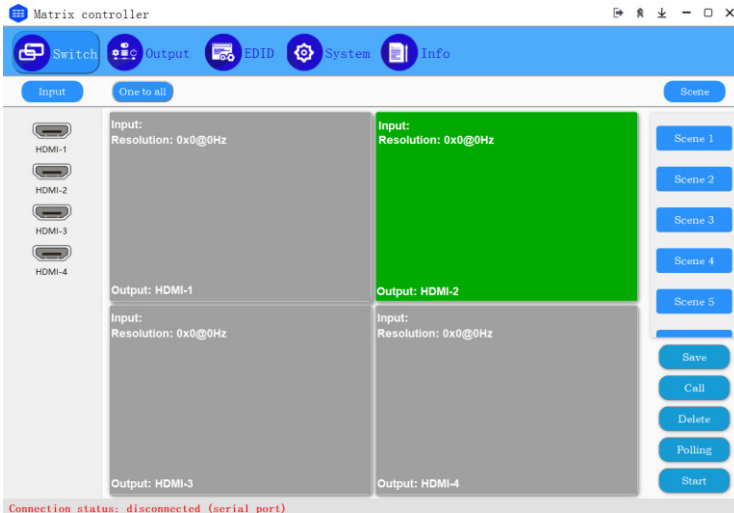 Matrix controller
Switch Output EDID System Info
Input One to all Scene
HDMI-1
HDMI-2
HDMI-3
HDMI-4
Input:
Resolution: 0x0@0Hz
Output: HDMI-1
Input:
Resolution: 0x0@0Hz
Output: HDMI-2
Input:
Resolution: 0x0@0Hz
Output: HDMI-3
Input:
Resolution: 0x0@0Hz
Output: HDMI-4
Scene 1
Scene 2
Scene 3
Scene 4
Scene 5
Save
Call
Delete
Polling
Start
Connection status: disconnected (serial port)